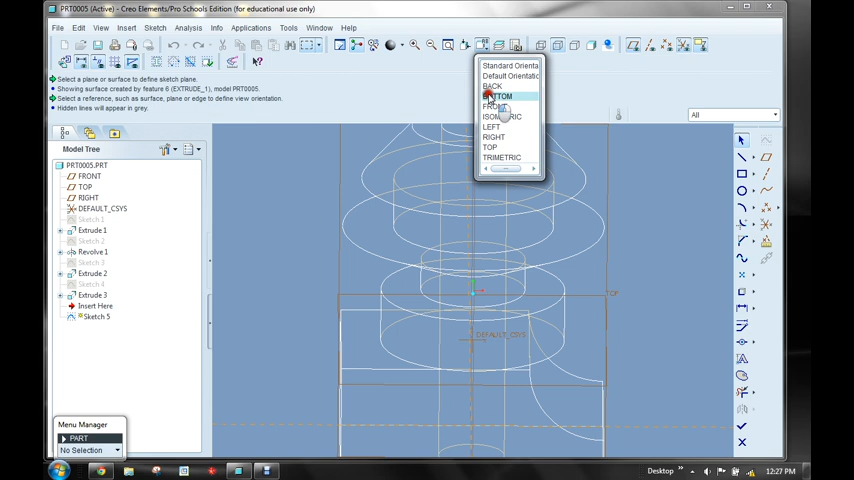 PRT0005 (Active) - Creo Elements/Pro Schools Edition (for educational use only)
File Edit View Insert Sketch Analysis Info Applications Tools Window Help
Select a plane or surface to define sketch plane.
Showing surface created by feature 6 (EXTRUDE_1), model PRT0005.
Select a reference, such as surface, plane or edge to define view orientation.
Hidden lines will appear in grey.
All
Standard Orienta
Default Orientatio
BACK
BOTTOM
FRONT
ISOMETRIC
LEFT
RIGHT
TOP
TRIMETRIC
Model Tree
PRT0005.PRT
FRONT
TOP
RIGHT
DEFAULT_CSYS
Sketch 1
Extrude 1
Sketch 2
Revolve 1
Sketch 3
Extrude 2
Sketch 4
Extrude 3
Insert Here
Sketch 5
TOP
DEFAULT_CSYS
Menu Manager
PART
No Selection
Desktop
12:27 PM